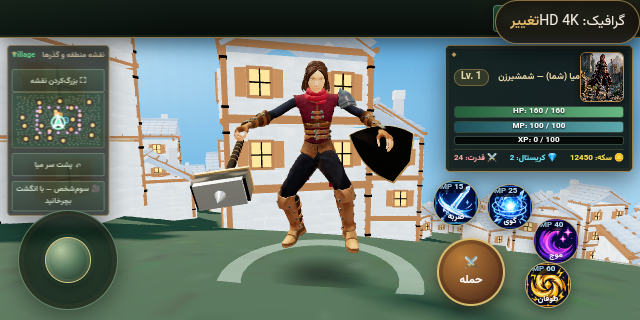 گرافیک: HD 4K تغییر
نقشه منطقه و گذرها
Village
بزرگ‌کردن نقشه
پشت سر میا
سوم‌شخص — با انگشت
بچرخانید
میا (شما) — شمشیرزن
Lv. 1
HP: 160 / 160
MP: 100 / 100
XP: 0 / 100
سکه: 12450
کریستال: 2
قدرت: 24
MP 15
ضربه
MP 25
گوی
MP 40
موج
MP 60
طوفان
حمله